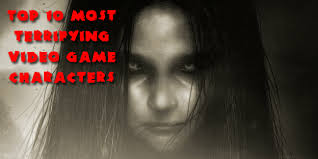 Top 10 most
terrifying
Video game
characters